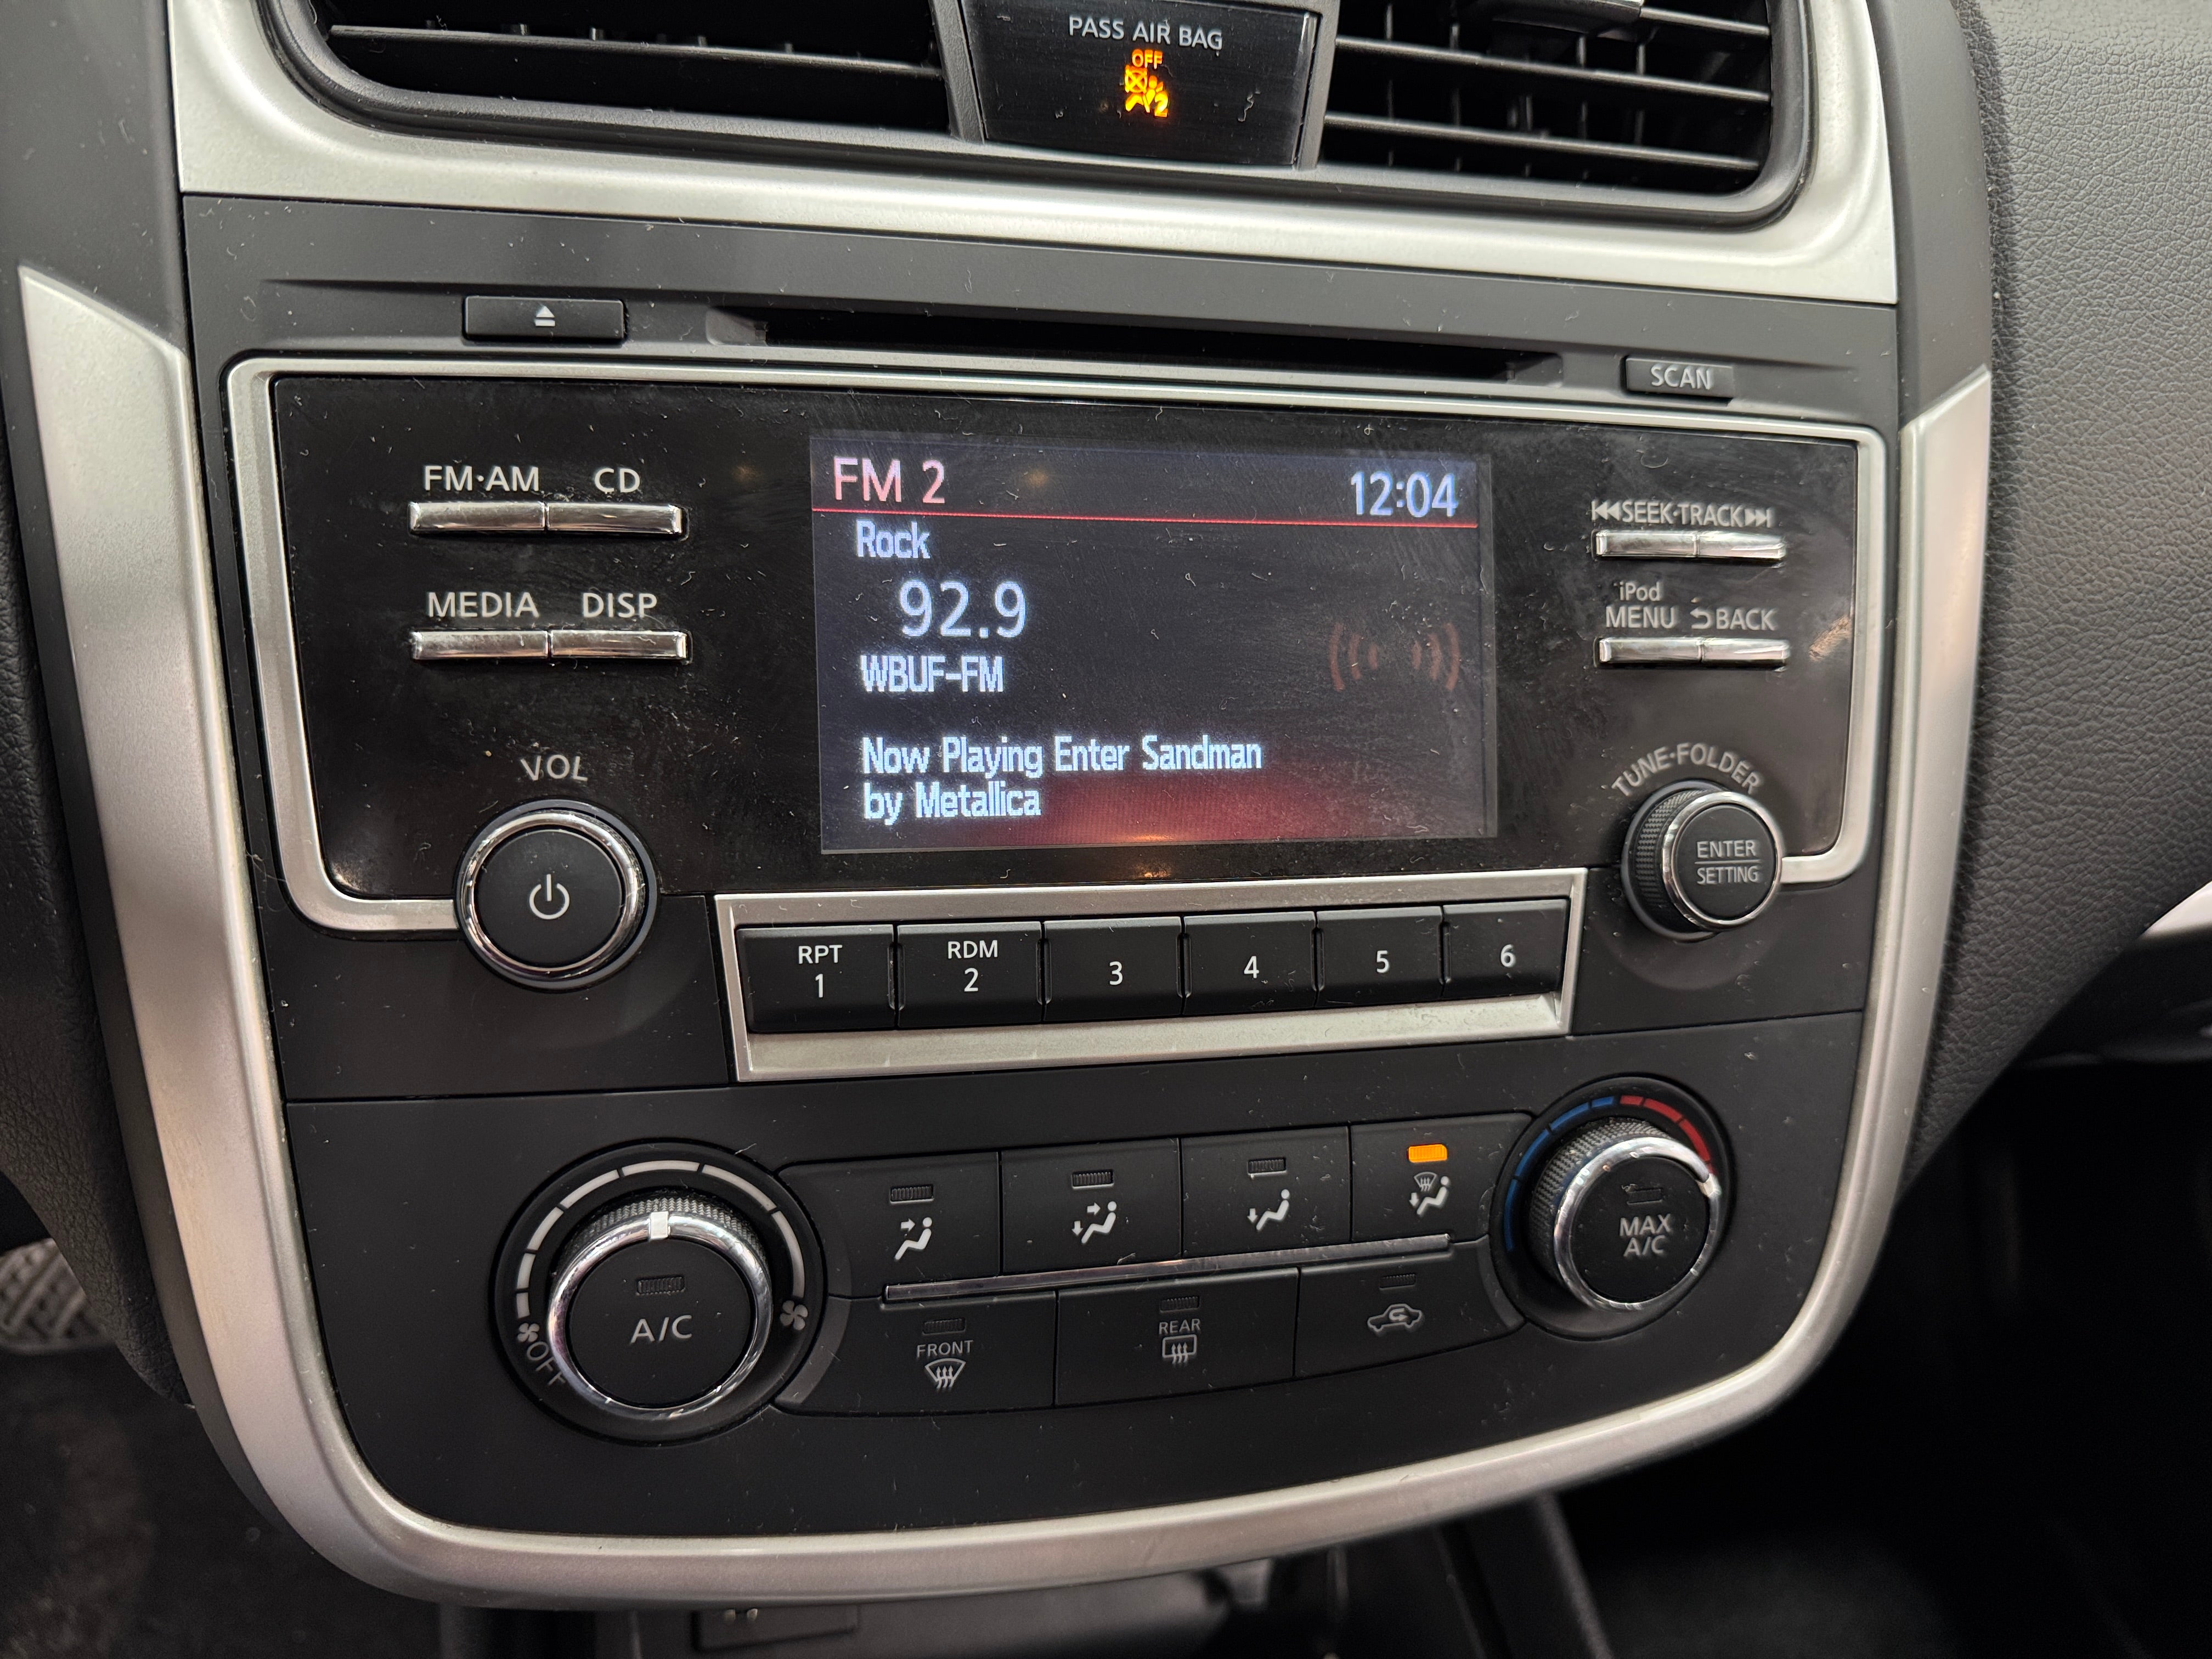 PASS AIR BAG
OFF
2
SCAN
FM·AM CD
MEDIA DISP
VOL
FM 2 12:04
Rock
92.9
WBUF-FM
Now Playing Enter Sandman
by Metallica
SEEK·TRACK
iPod
MENU BACK
TUNE·FOLDER
ENTER
SETTING
RPT
1
RDM
2
3
4
5
6
OFF
A/C
FRONT
REAR
MAX
A/C